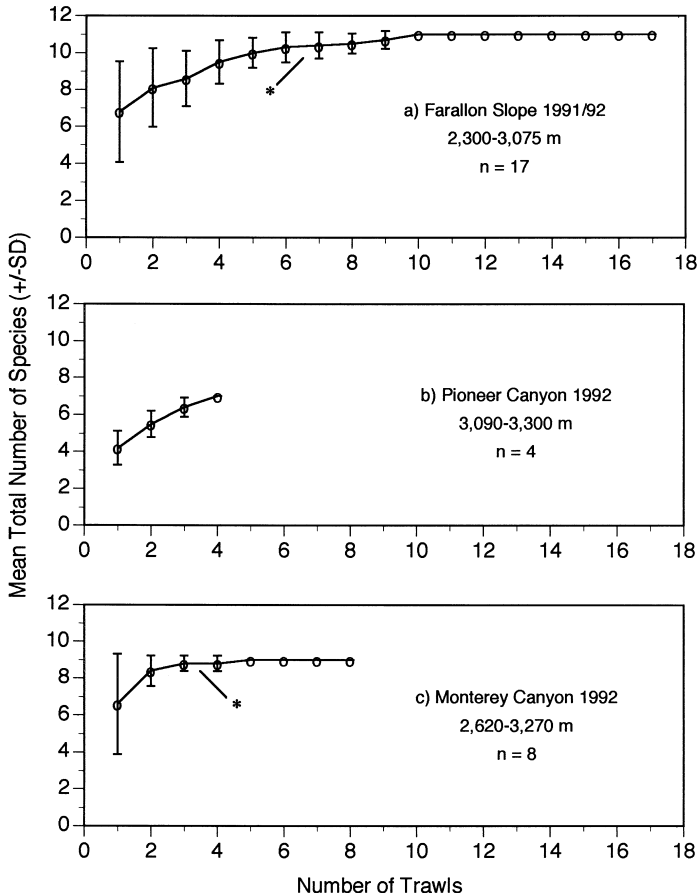 Mean Total Number of Species (+/-SD)
12
10
8
6
4
2
0
*
a) Farallon Slope 1991/92
2,300-3,075 m
n = 17
0 2 4 6 8 10 12 14 16 18
12
10
8
6
4
2
0
b) Pioneer Canyon 1992
3,090-3,300 m
n = 4
0 2 4 6 8 10 12 14 16 18
12
10
8
6
4
2
0
*
c) Monterey Canyon 1992
2,620-3,270 m
n = 8
0 2 4 6 8 10 12 14 16 18
Number of Trawls